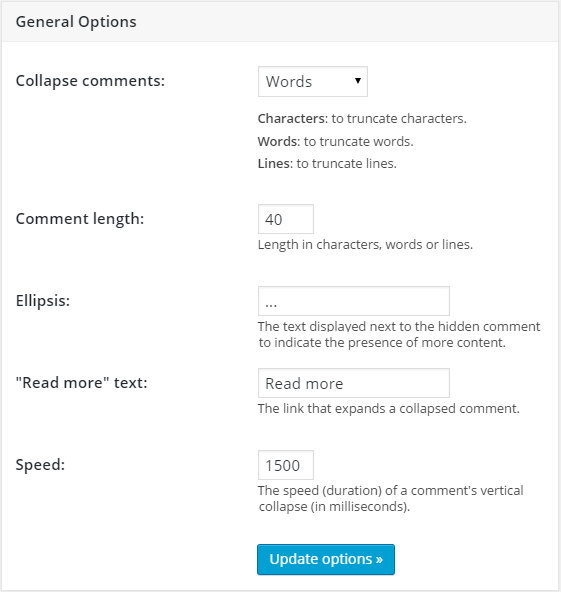 General Options
Collapse comments:
Words
Characters: to truncate characters.
Words: to truncate words.
Lines: to truncate lines.
Comment length:
40
Length in characters, words or lines.
Ellipsis:
...
The text displayed next to the hidden comment
to indicate the presence of more content.
"Read more" text:
Read more
The link that expands a collapsed comment.
Speed:
1500
The speed (duration) of a comment's vertical
collapse (in milliseconds).
Update options »